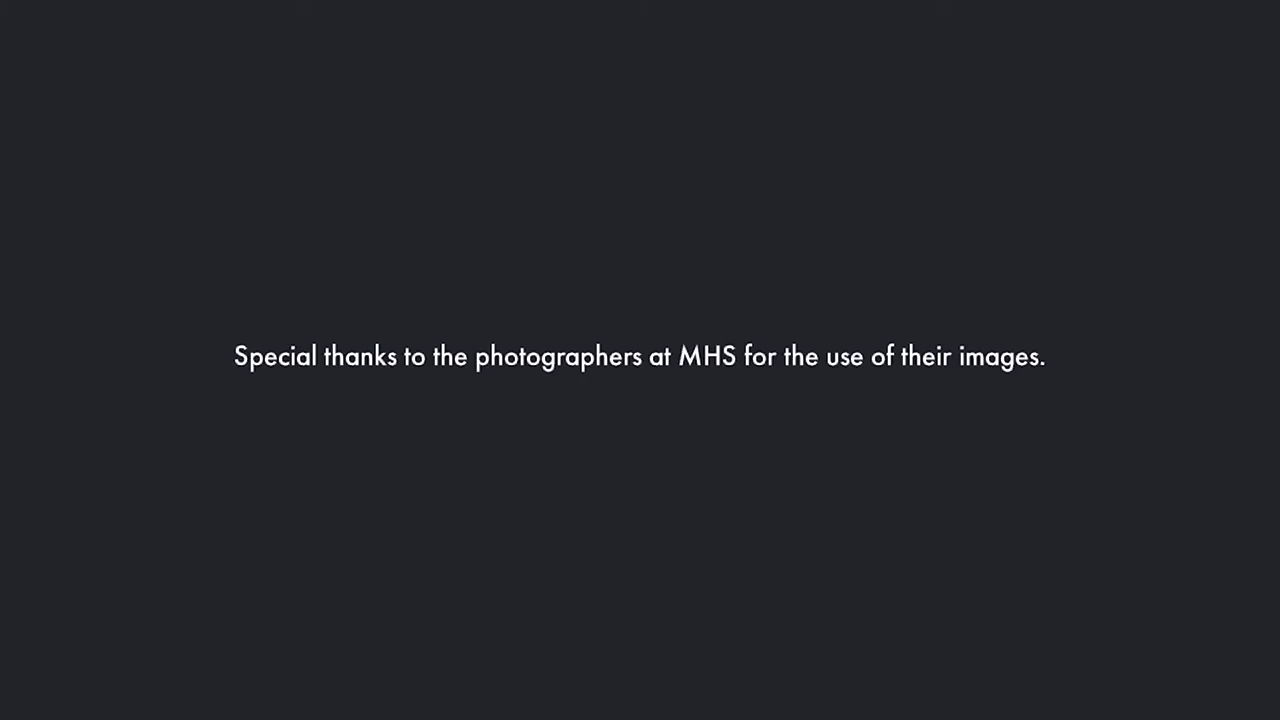 Special thanks to the photographers at MHS for the use of their images.